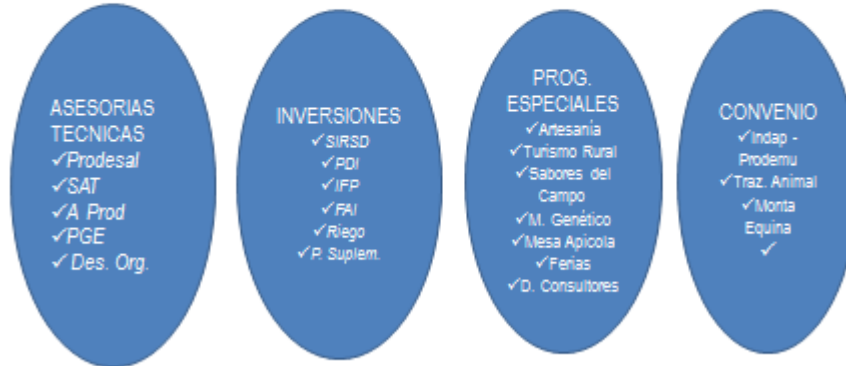 ASESORIAS
TECNICAS
✓Prodesal
✓SAT
✓A Prod
✓PGE
✓Des. Org.
INVERSIONES
✓SIRSD
✓PDI
✓IFP
✓FAI
✓Riego
✓P. Suplem.
PROG.
ESPECIALES
✓Artesanía
✓Turismo Rural
✓Sabores del
Campo
✓M. Genético
✓Mesa Apicola
✓Ferias
✓D. Consultores
CONVENIO
✓Indap -
Prodemu
✓Traz. Animal
✓Monta
Equina
✓